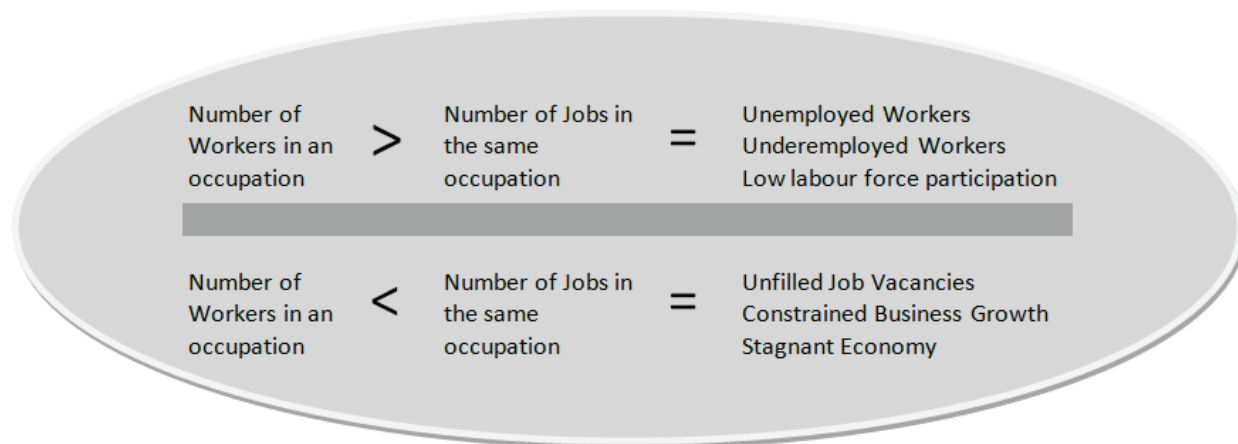 Number of Workers in an occupation > Number of Jobs in the same occupation = Unemployed Workers
Underemployed Workers
Low labour force participation
Number of Workers in an occupation < Number of Jobs in the same occupation = Unfilled Job Vacancies
Constrained Business Growth
Stagnant Economy